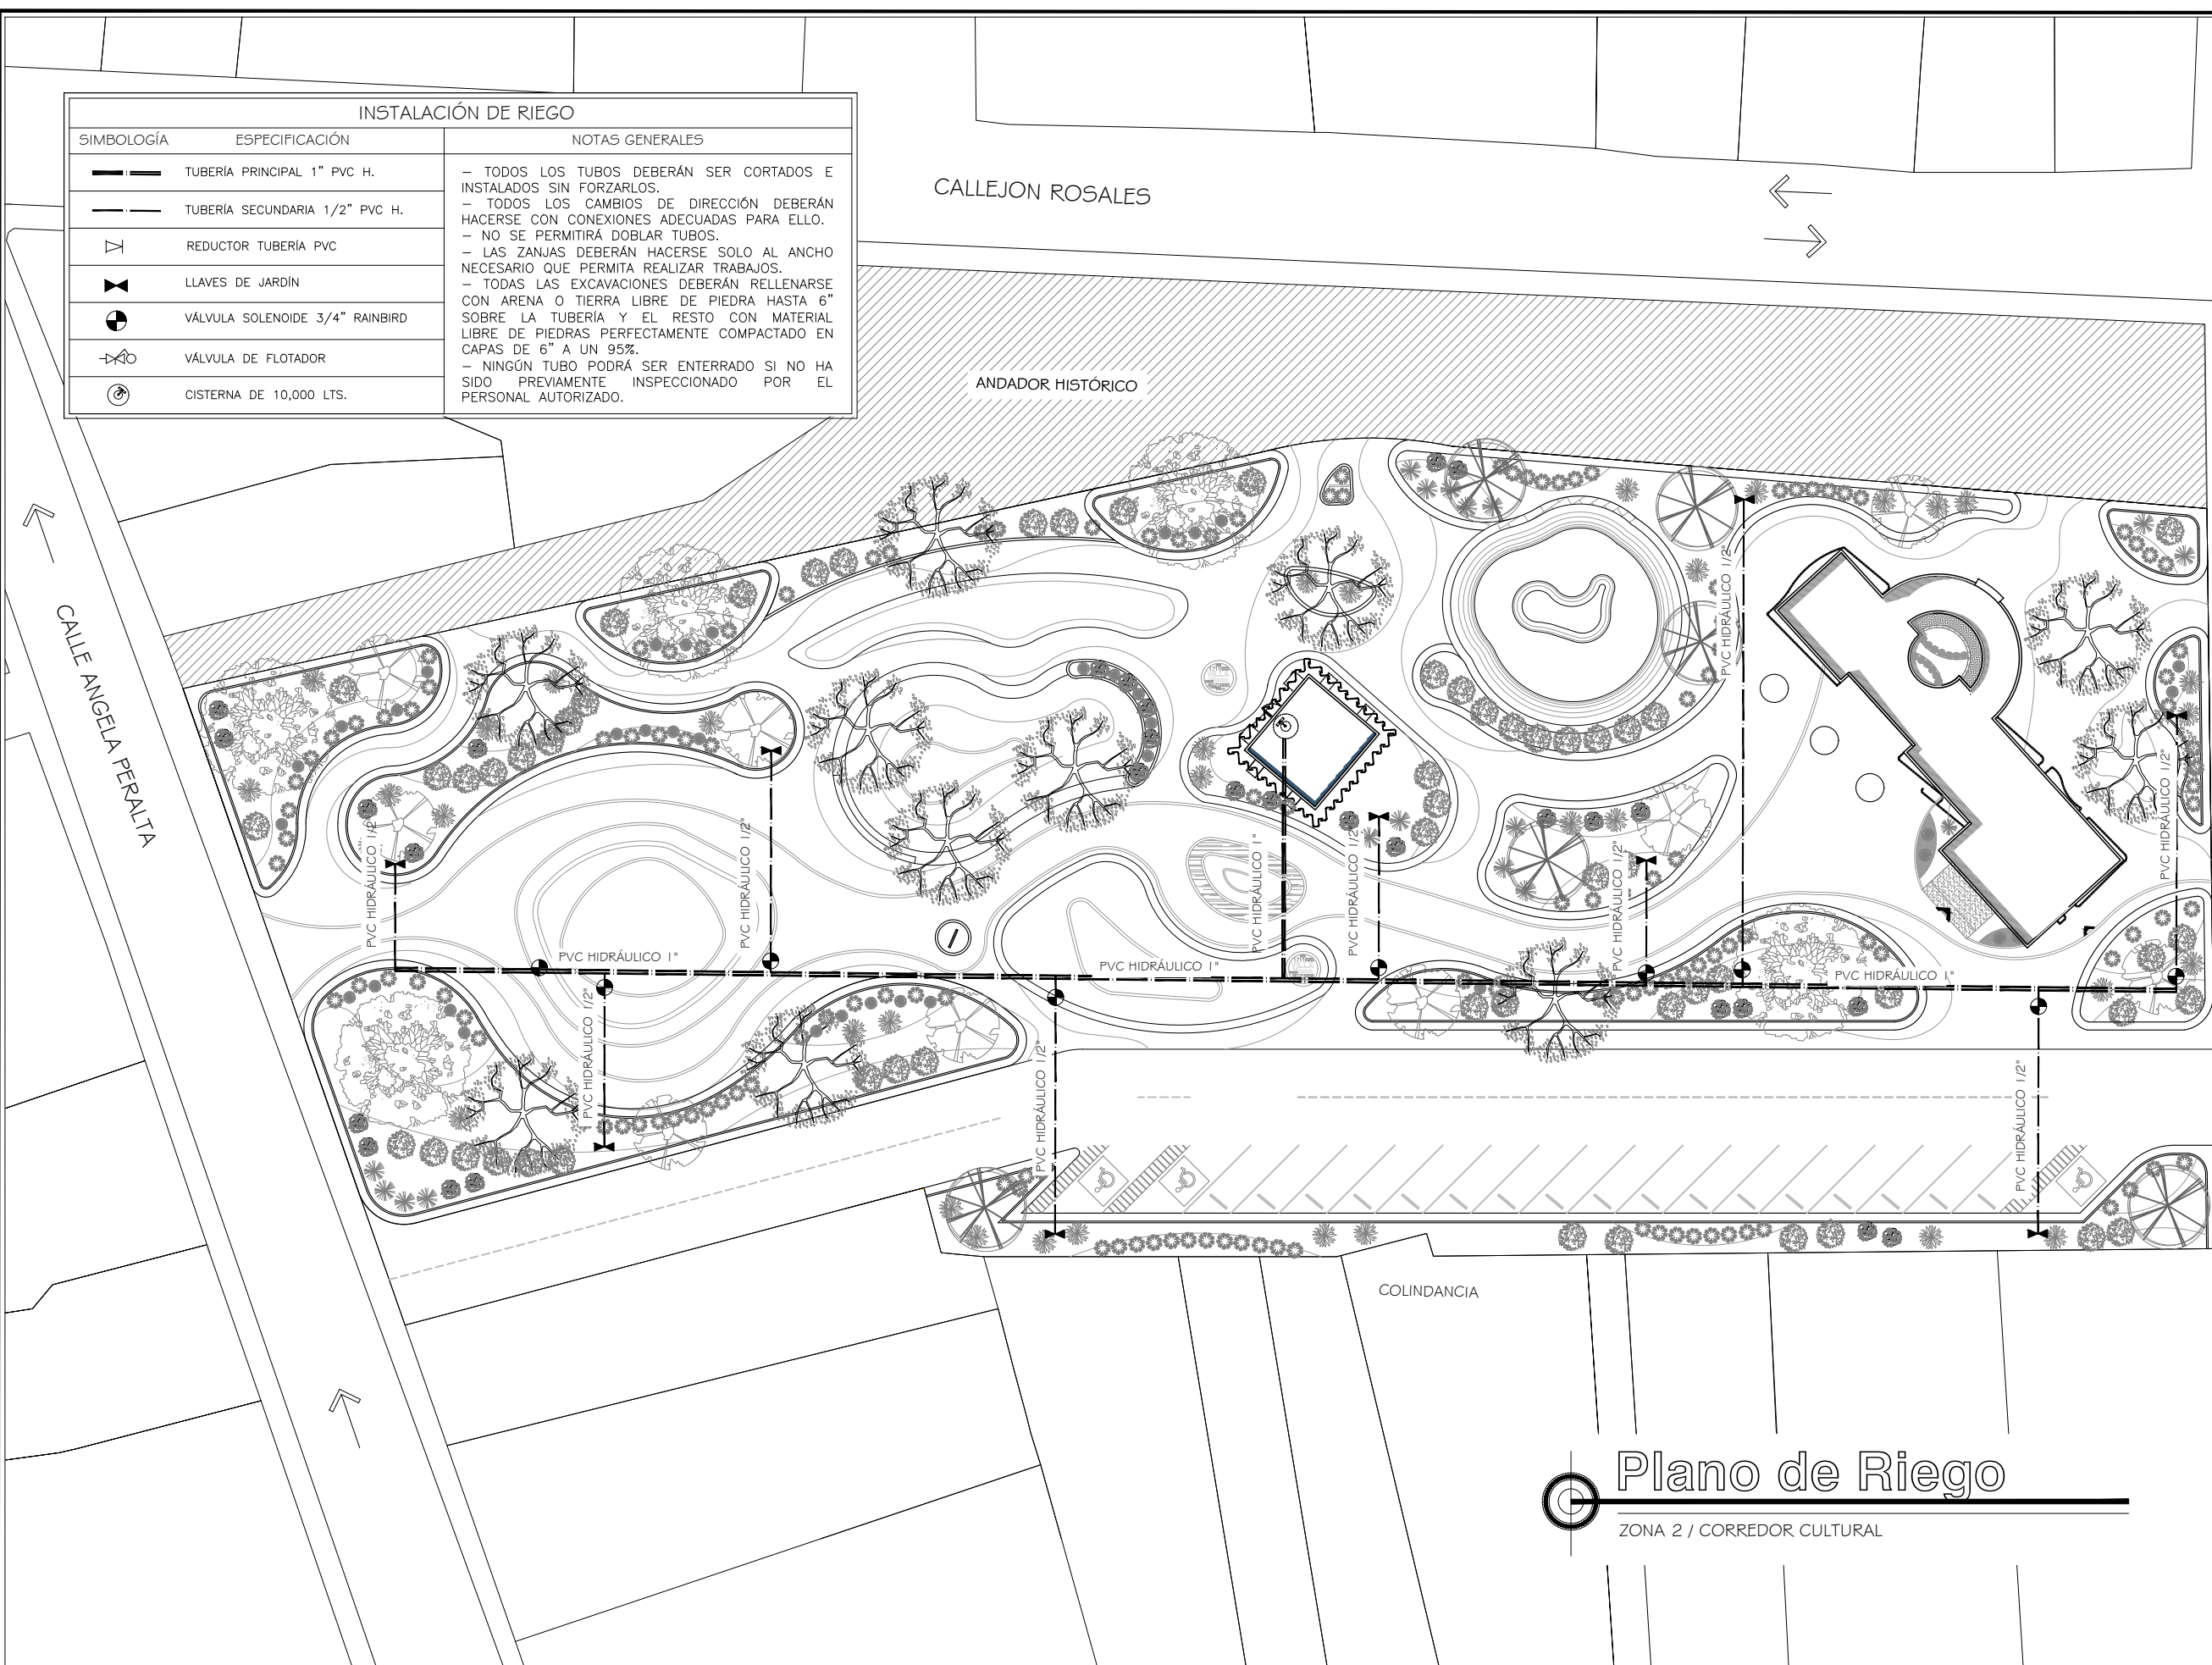 INSTALACIÓN DE RIEGO
SIMBOLOGÍA ESPECIFICACIÓN
TUBERÍA PRINCIPAL 1" PVC H.
TUBERÍA SECUNDARIA 1/2" PVC H.
REDUCTOR TUBERÍA PVC
LLAVES DE JARDÍN
VÁLVULA SOLENOIDE 3/4" RAINBIRD
VÁLVULA DE FLOTADOR
CISTERNA DE 10,000 LTS.
NOTAS GENERALES
– TODOS LOS TUBOS DEBERÁN SER CORTADOS E
INSTALADOS SIN FORZARLOS.
– TODOS LOS CAMBIOS DE DIRECCIÓN DEBERÁN
HACERSE CON CONEXIONES ADECUADAS PARA ELLO.
– NO SE PERMITIRÁ DOBLAR TUBOS.
– LAS ZANJAS DEBERÁN HACERSE SOLO AL ANCHO
NECESARIO QUE PERMITA REALIZAR TRABAJOS.
– TODAS LAS EXCAVACIONES DEBERÁN RELLENARSE
CON ARENA O TIERRA LIBRE DE PIEDRA HASTA 6"
SOBRE LA TUBERÍA Y EL RESTO CON MATERIAL
LIBRE DE PIEDRAS PERFECTAMENTE COMPACTADO EN
CAPAS DE 6" A UN 95%.
– NINGÚN TUBO PODRÁ SER ENTERRADO SI NO HA
SIDO PREVIAMENTE INSPECCIONADO POR EL
PERSONAL AUTORIZADO.
CALLEJON ROSALES
ANDADOR HISTÓRICO
CALLE ANGELA PERALTA
PVC HIDRÁULICO 1/2"
PVC HIDRÁULICO 1/2"
PVC HIDRÁULICO 1/2"
PVC HIDRÁULICO 1"
PVC HIDRÁULICO 1/2"
PVC HIDRÁULICO 1/2"
PVC HIDRÁULICO 1/2"
PVC HIDRÁULICO 1"
PVC HIDRÁULICO 1"
PVC HIDRÁULICO 1"
PVC HIDRÁULICO 1/2"
PVC HIDRÁULICO 1/2"
PVC HIDRÁULICO 1/2"
COLINDANCIA
Plano de Riego
ZONA 2 / CORREDOR CULTURAL